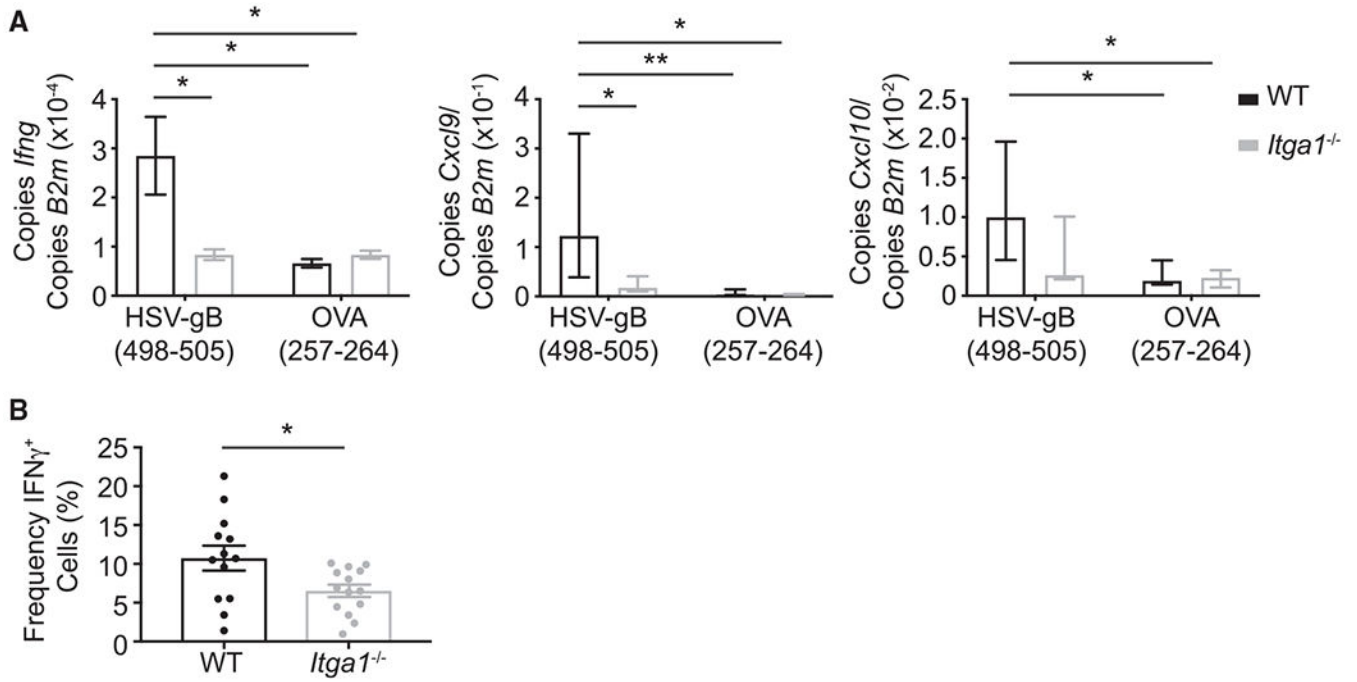 A
*
*
*
Copies Ifng
Copies B2m (x10⁻⁴)
4
3
2
1
0
HSV-gB
(498-505)
OVA
(257-264)
*
**
*
Copies Cxcl9/
Copies B2m (x10⁻¹)
4
3
2
1
0
HSV-gB
(498-505)
OVA
(257-264)
*
*
Copies Cxcl10/
Copies B2m (x10⁻²)
2.5
2.0
1.5
1.0
0.5
0
HSV-gB
(498-505)
OVA
(257-264)
WT
Itga1⁻/⁻
B
*
Frequency IFNγ⁺
Cells (%)
25
20
15
10
5
0
WT
Itga1⁻/⁻